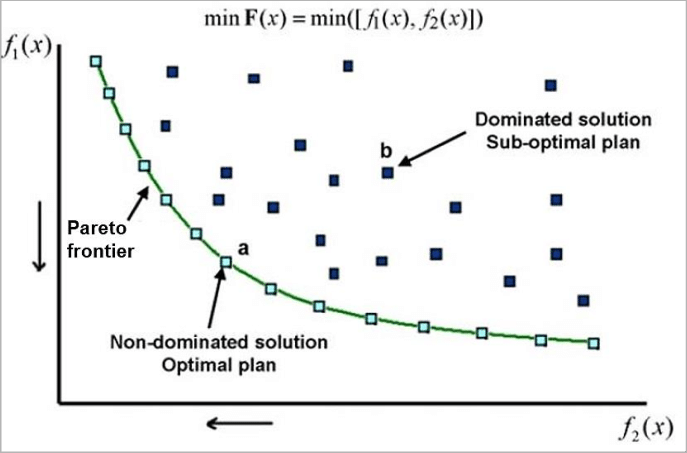 min F(x) = min([f₁(x), f₂(x)])
f₁(x)
Dominated solution
Sub-optimal plan
b
Pareto
frontier
a
Non-dominated solution
Optimal plan
f₂(x)